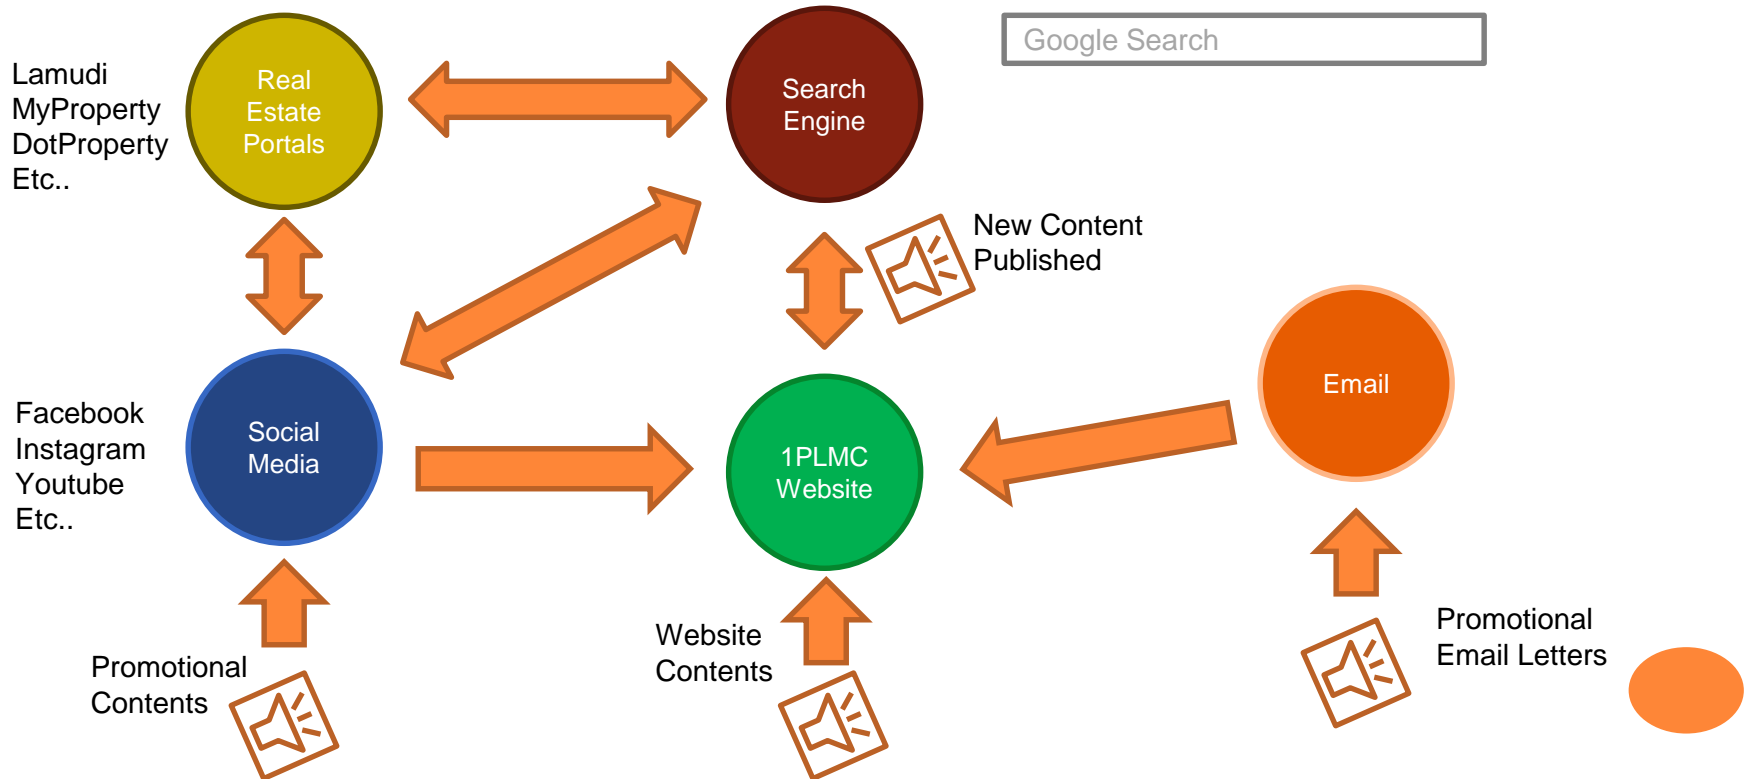 Google Search
Lamudi
MyProperty
DotProperty
Etc..
Real
Estate
Portals
Search
Engine
New Content
Published
Facebook
Instagram
Youtube
Etc..
Social
Media
1PLMC
Website
Email
Promotional
Contents
Website
Contents
Promotional
Email Letters